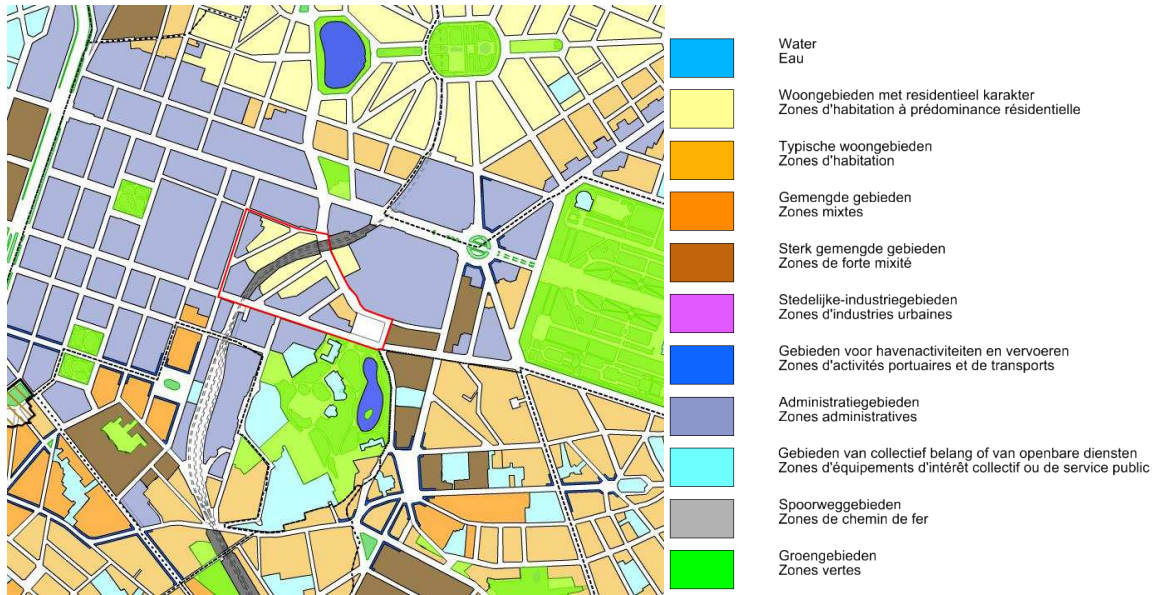 Water
Eau
Woongebieden met residentieel karakter
Zones d'habitation à prédominance résidentielle
Typische woongebieden
Zones d'habitation
Gemengde gebieden
Zones mixtes
Sterk gemengde gebieden
Zones de forte mixité
Stedelijke-industriegebieden
Zones d'industries urbaines
Gebieden voor havenactiviteiten en vervoeren
Zones d'activités portuaires et de transports
Administratiegebieden
Zones administratives
Gebieden van collectief belang of van openbare diensten
Zones d'équipements d'intérêt collectif ou de service public
Spoorweggebieden
Zones de chemin de fer
Groengebieden
Zones vertes